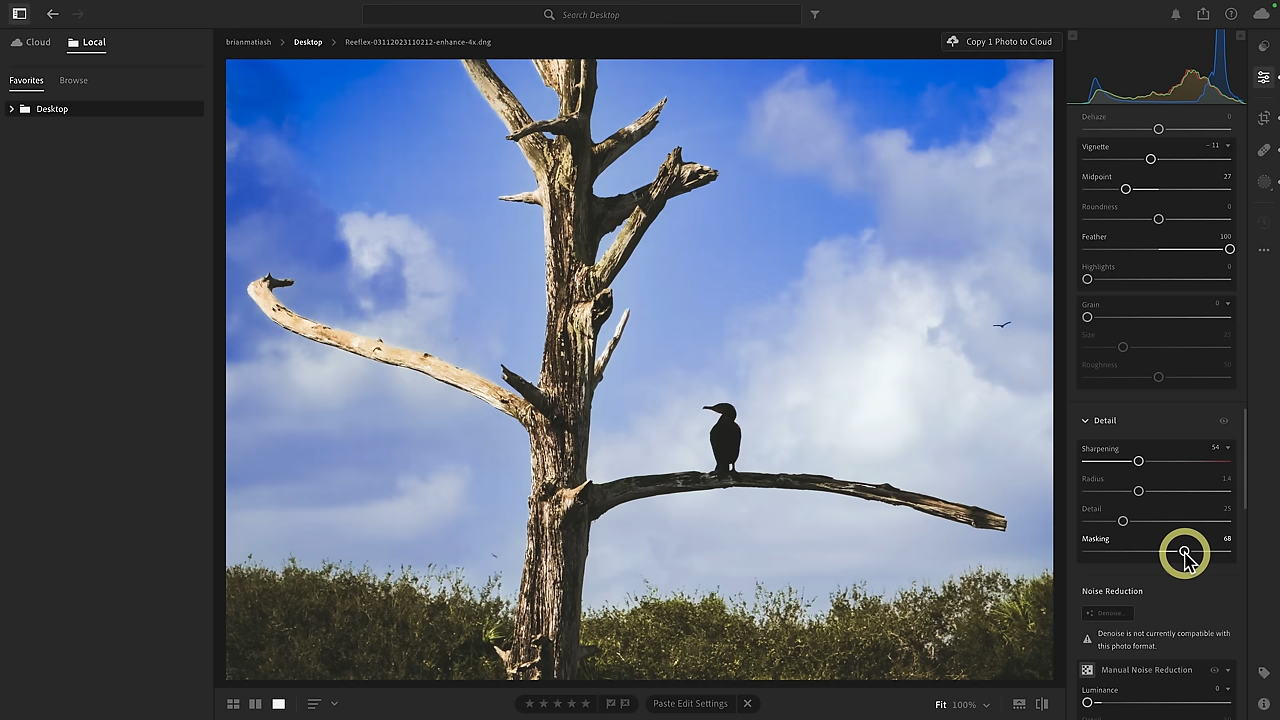 Search Desktop
Cloud
Local
brianmatiash
Desktop
Reeflex-03112023110212-enhance-4x.dng
Copy 1 Photo to Cloud
Favorites
Browse
Desktop
Dehaze 0
Vignette -11
Midpoint 27
Roundness 0
Feather 100
Highlights 0
Grain 0
Size 25
Roughness 50
Detail
Sharpening 54
Radius 1.4
Detail 25
Masking 68
Noise Reduction
Denoise...
Denoise is not currently compatible with
this photo format.
Manual Noise Reduction
Luminance 0
Paste Edit Settings
Fit 100%